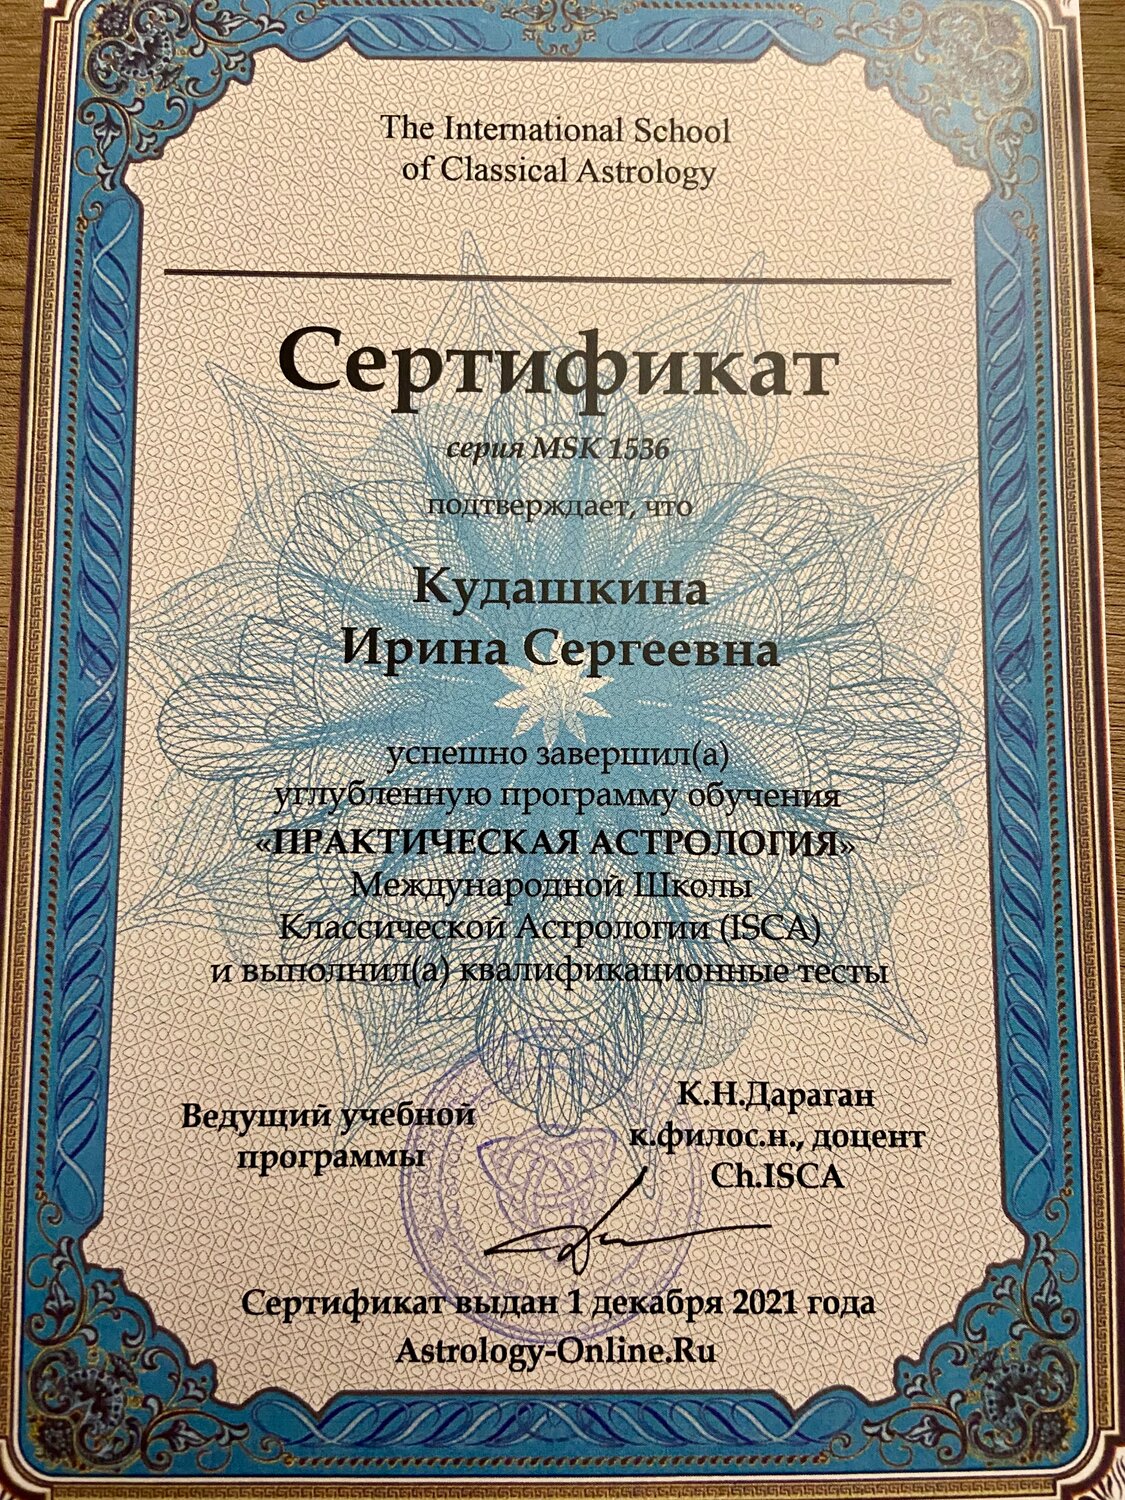 The International School
of Classical Astrology
Сертификат
серия MSK 1536
подтверждает, что
Кудашкина
Ирина Сергеевна
успешно завершил(а)
углубленную программу обучения
«ПРАКТИЧЕСКАЯ АСТРОЛОГИЯ»
Международной Школы
Классической Астрологии (ISCA)
и выполнил(а) квалификационные тесты
Ведущий учебной
программы
К.Н.Дараган
к.филос.н., доцент
Ch.ISCA
Сертификат выдан 1 декабря 2021 года
Astrology-Online.Ru